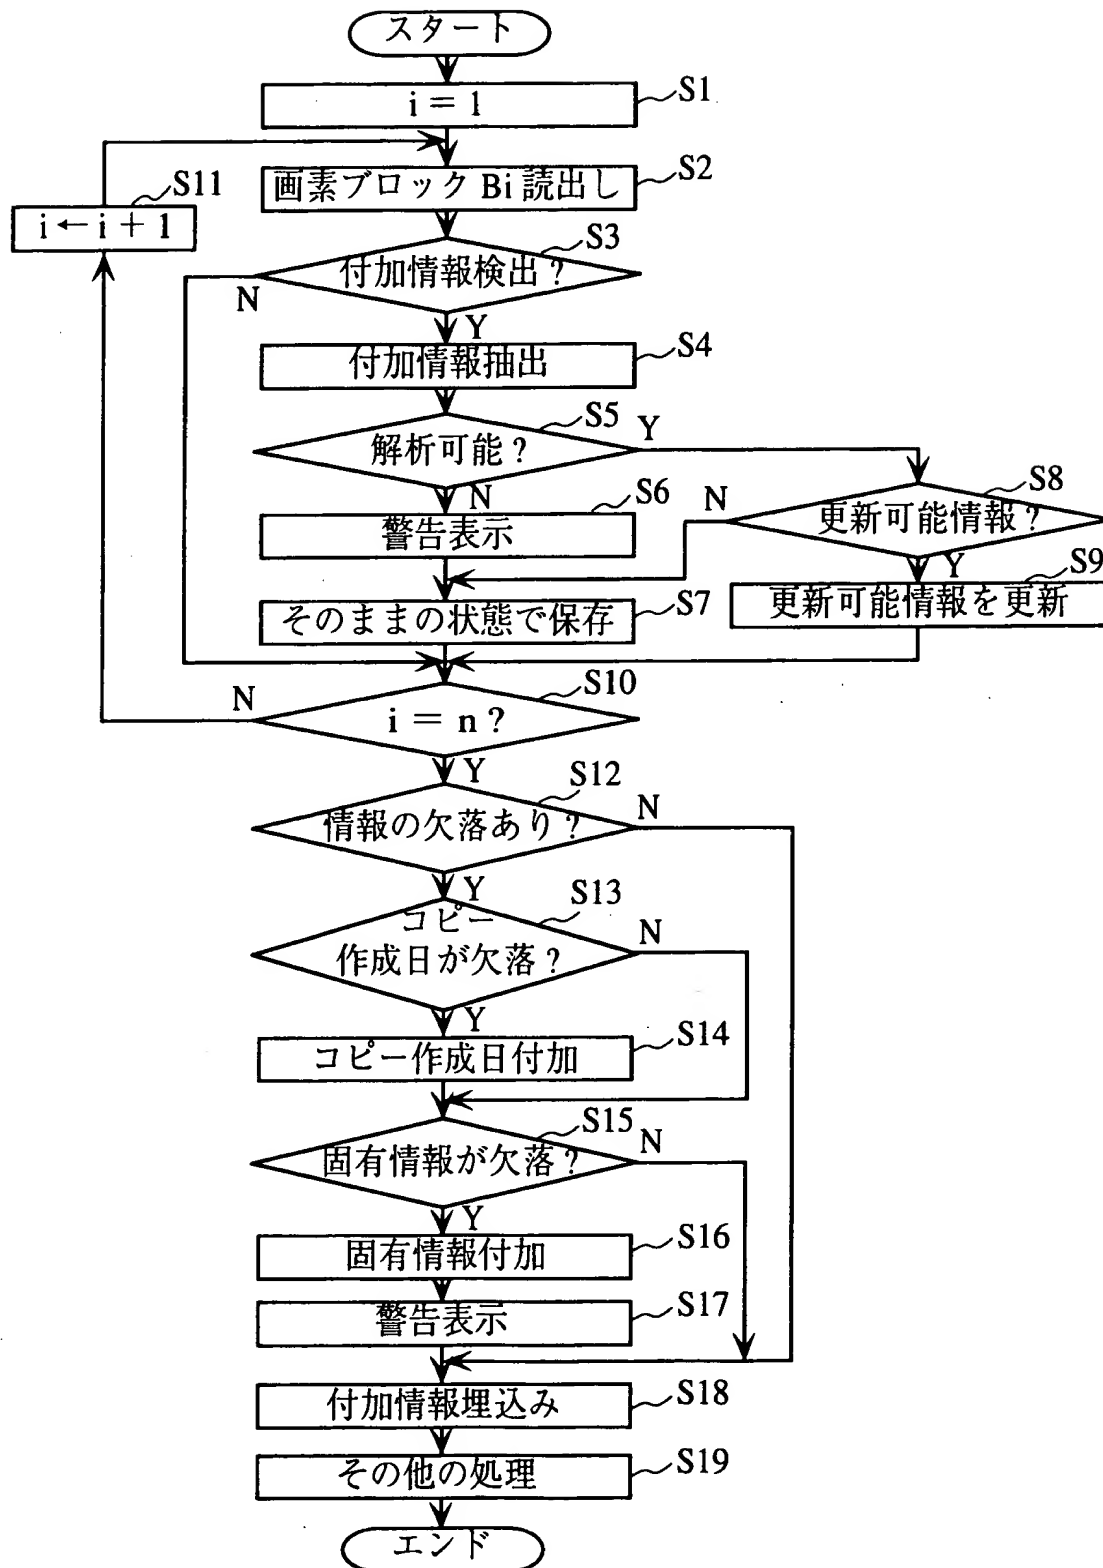 スタート
i = 1
S1
画素ブロック Bi 読出し
S2
S11
i ← i + 1
付加情報検出？
S3
N
Y
付加情報抽出
S4
解析可能？
S5
Y
N
警告表示
S6
更新可能情報？
S8
N
Y
更新可能情報を更新
S9
そのままの状態で保存
S7
i = n ?
S10
N
Y
情報の欠落あり？
S12
N
Y
コピー
作成日が欠落？
S13
N
Y
コピー作成日付加
S14
固有情報が欠落？
S15
N
Y
固有情報付加
S16
警告表示
S17
付加情報埋込み
S18
その他の処理
S19
エンド